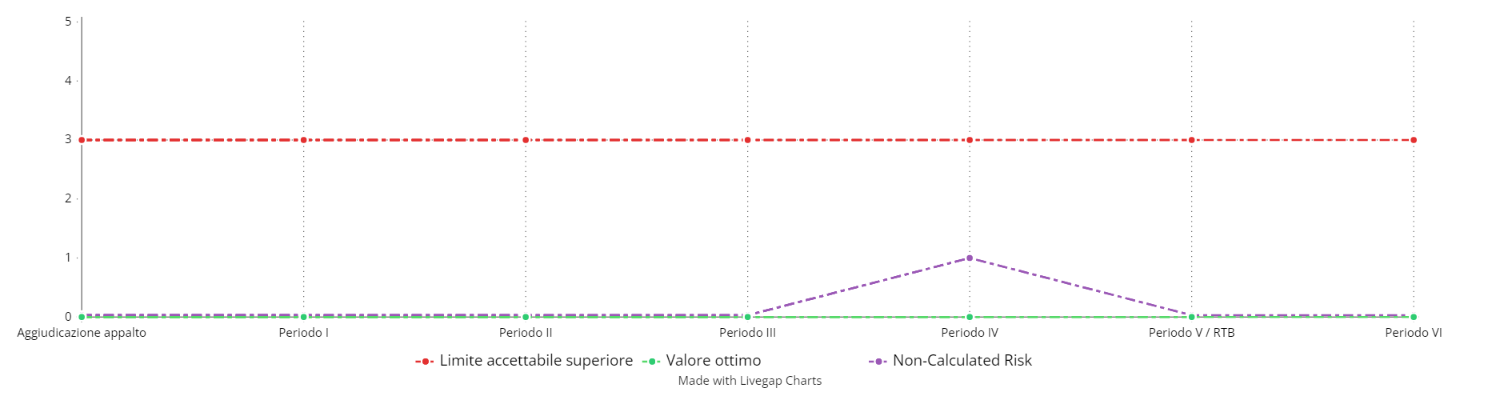 5
4
3
2
1
0
Aggiudicazione appalto Periodo I Periodo II Periodo III Periodo IV Periodo V / RTB Periodo VI
Limite accettabile superiore Valore ottimo Non-Calculated Risk
Made with Livegap Charts